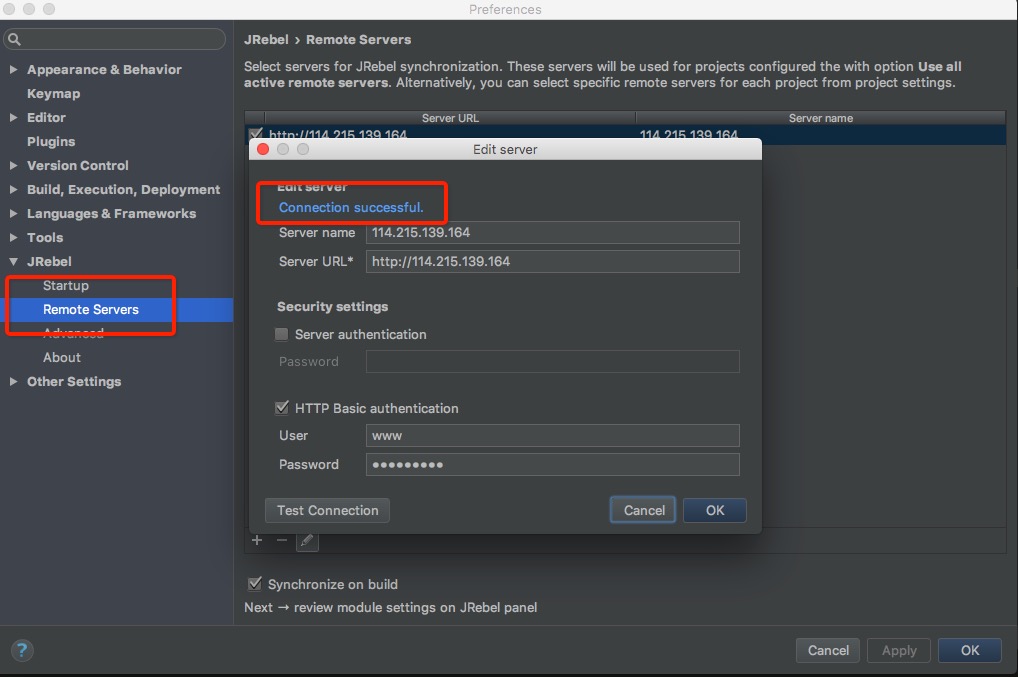 Preferences
Appearance & Behavior
Keymap
Editor
Plugins
Version Control
Build, Execution, Deployment
Languages & Frameworks
Tools
JRebel
Startup
Remote Servers
Advanced
About
Other Settings
JRebel › Remote Servers
Select servers for JRebel synchronization. These servers will be used for projects configured the with option Use all
active remote servers. Alternatively, you can select specific remote servers for each project from project settings.
Server URL Server name
http://114.215.139.164 114.215.139.164
Edit server
Edit server
Connection successful.
Server name 114.215.139.164
Server URL* http://114.215.139.164
Security settings
Server authentication
Password
HTTP Basic authentication
User www
Password ●●●●●●●●●
Test Connection Cancel OK
Synchronize on build
Next → review module settings on JRebel panel
? Cancel Apply OK